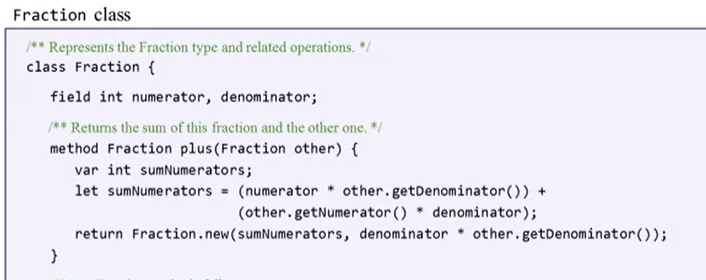 Fraction class
/** Represents the Fraction type and related operations. */
class Fraction {
field int numerator, denominator;
/** Returns the sum of this fraction and the other one. */
method Fraction plus(Fraction other) {
var int sumNumerators;
let sumNumerators = (numerator * other.getDenominator()) +
(other.getNumerator() * denominator);
return Fraction.new(sumNumerators, denominator * other.getDenominator());
}